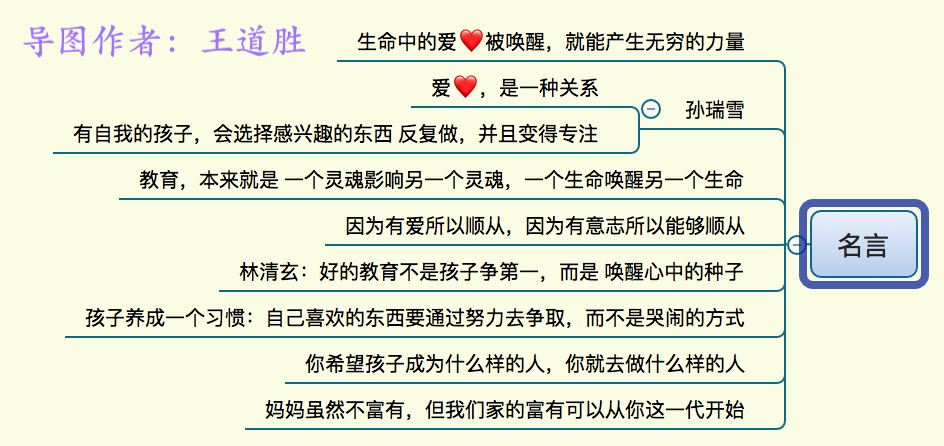 导图作者：王道胜
生命中的爱❤️被唤醒，就能产生无穷的力量
爱❤️，是一种关系
孙瑞雪
有自我的孩子，会选择感兴趣的东西 反复做，并且变得专注
教育，本来就是 一个灵魂影响另一个灵魂，一个生命唤醒另一个生命
因为有爱所以顺从，因为有意志所以能够顺从
名言
林清玄：好的教育不是孩子争第一，而是 唤醒心中的种子
孩子养成一个习惯：自己喜欢的东西要通过努力去争取，而不是哭闹的方式
你希望孩子成为什么样的人，你就去做什么样的人
妈妈虽然不富有，但我们家的富有可以从你这一代开始